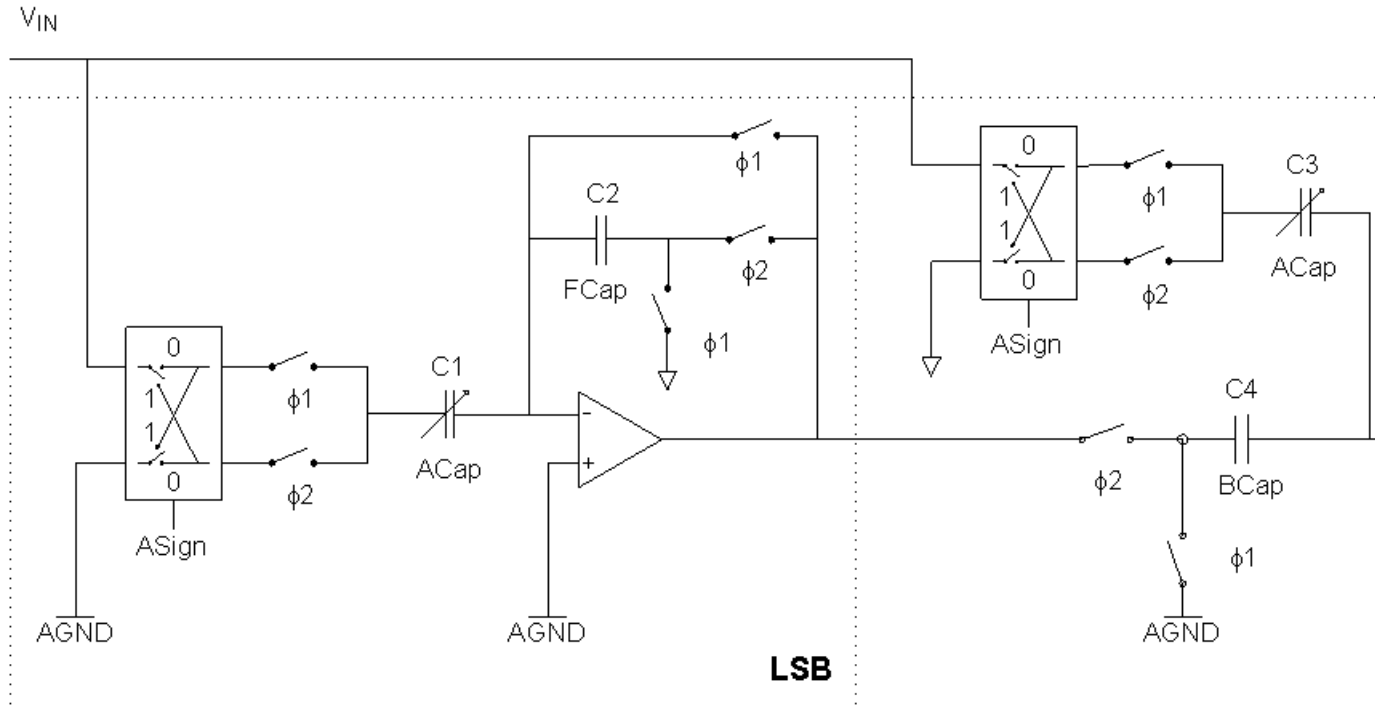 V_IN
0
ϕ1
C3
C2
1
ϕ1
1
ϕ2
ACap
FCap
0
ϕ2
ASign
ϕ1
0
C1
C4
1
ϕ1
1
ACap
ϕ2
BCap
0
ϕ2
ASign
ϕ1
AGND
AGND
AGND
LSB